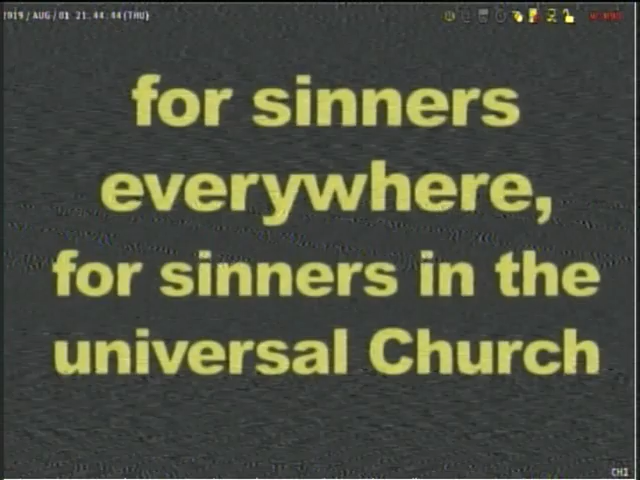 2019/AUG/01 21:44:44(THU)
for sinners
everywhere,
for sinners in the
universal Church
CH1